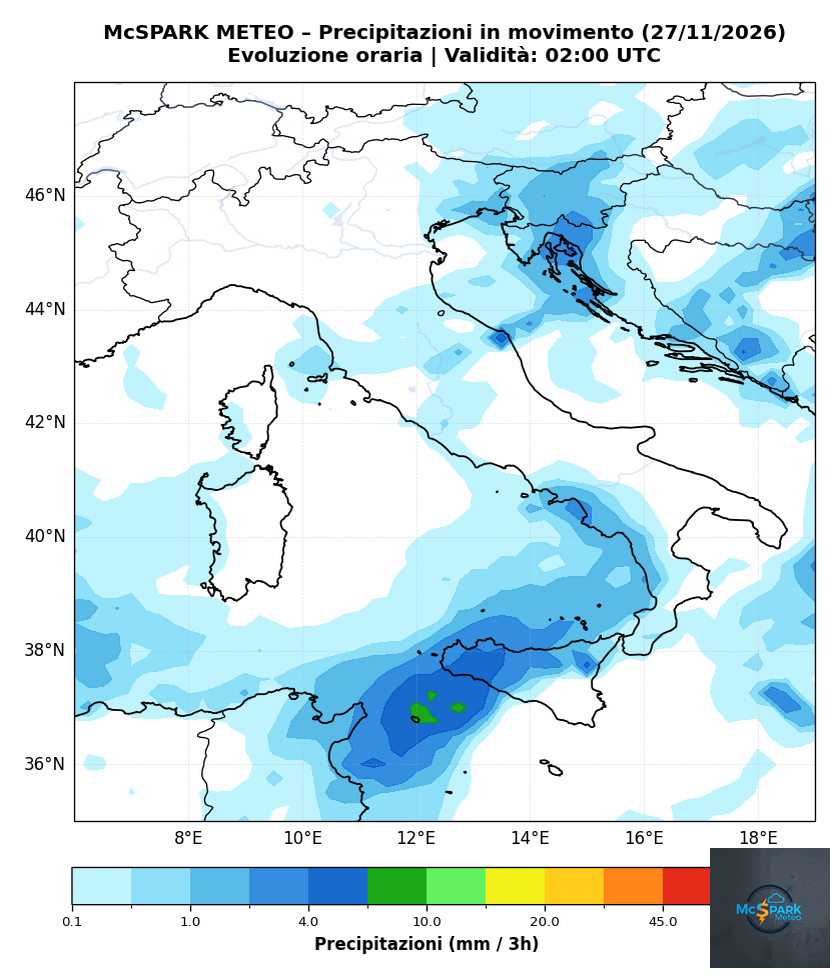 McSPARK METEO – Precipitazioni in movimento (27/11/2026)
Evoluzione oraria | Validità: 02:00 UTC
46°N
44°N
42°N
40°N
38°N
36°N
8°E 10°E 12°E 14°E 16°E 18°E
0.1 1.0 4.0 10.0 20.0 45.0
Precipitazioni (mm / 3h)
McSPARK
Meteo